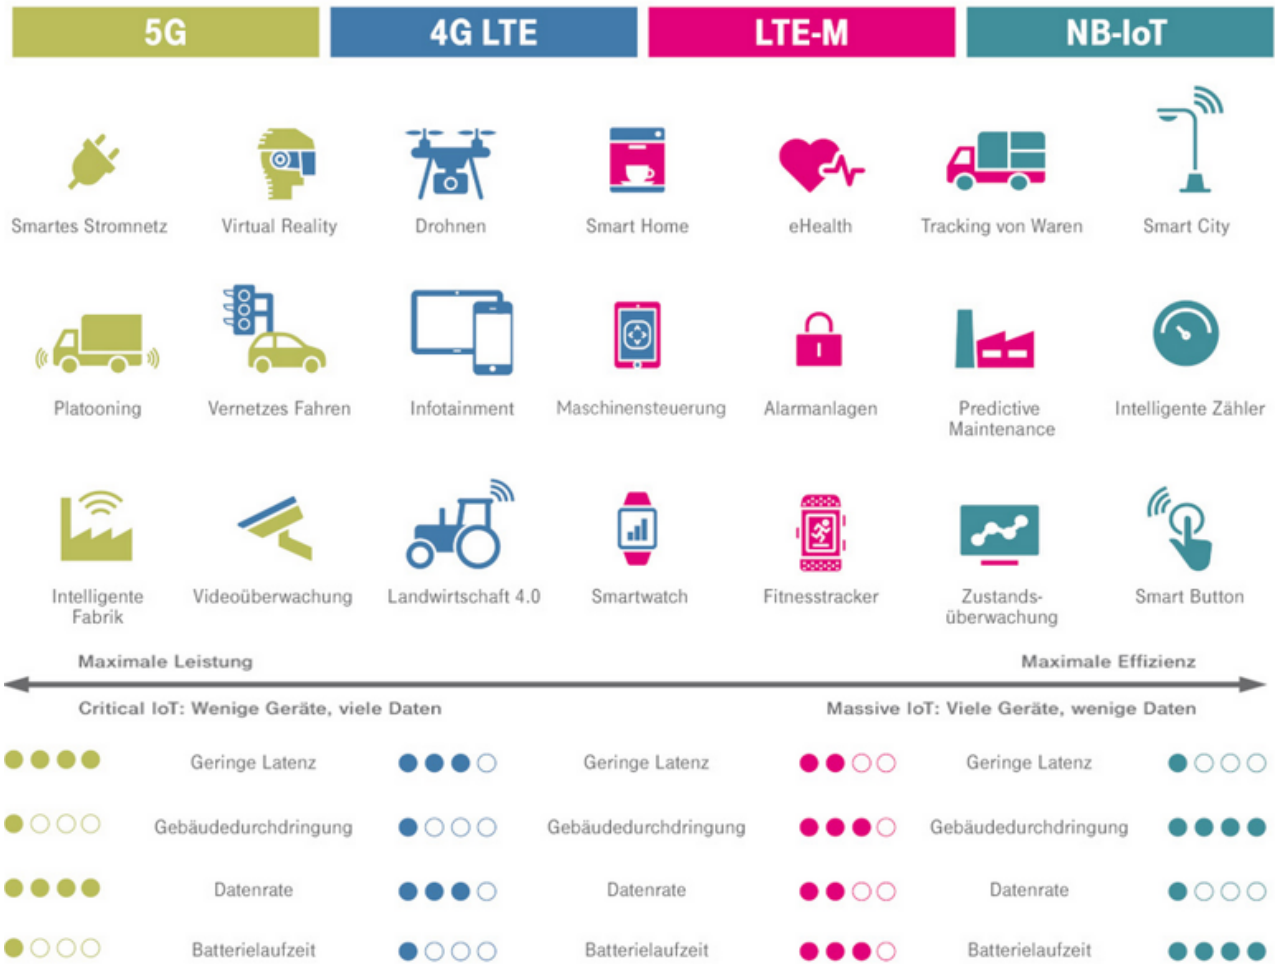 5G
4G LTE
LTE-M
NB-IoT
Smartes Stromnetz
Virtual Reality
Drohnen
Smart Home
eHealth
Tracking von Waren
Smart City
Platooning
Vernetzes Fahren
Infotainment
Maschinensteuerung
Alarmanlagen
Predictive
Maintenance
Intelligente Zähler
Intelligente
Fabrik
Videoüberwachung
Landwirtschaft 4.0
Smartwatch
Fitnesstracker
Zustands-
überwachung
Smart Button
Maximale Leistung
Maximale Effizienz
Critical IoT: Wenige Geräte, viele Daten
Massive IoT: Viele Geräte, wenige Daten
Geringe Latenz
Geringe Latenz
Geringe Latenz
Gebäudedurchdringung
Gebäudedurchdringung
Gebäudedurchdringung
Datenrate
Datenrate
Datenrate
Batterielaufzeit
Batterielaufzeit
Batterielaufzeit